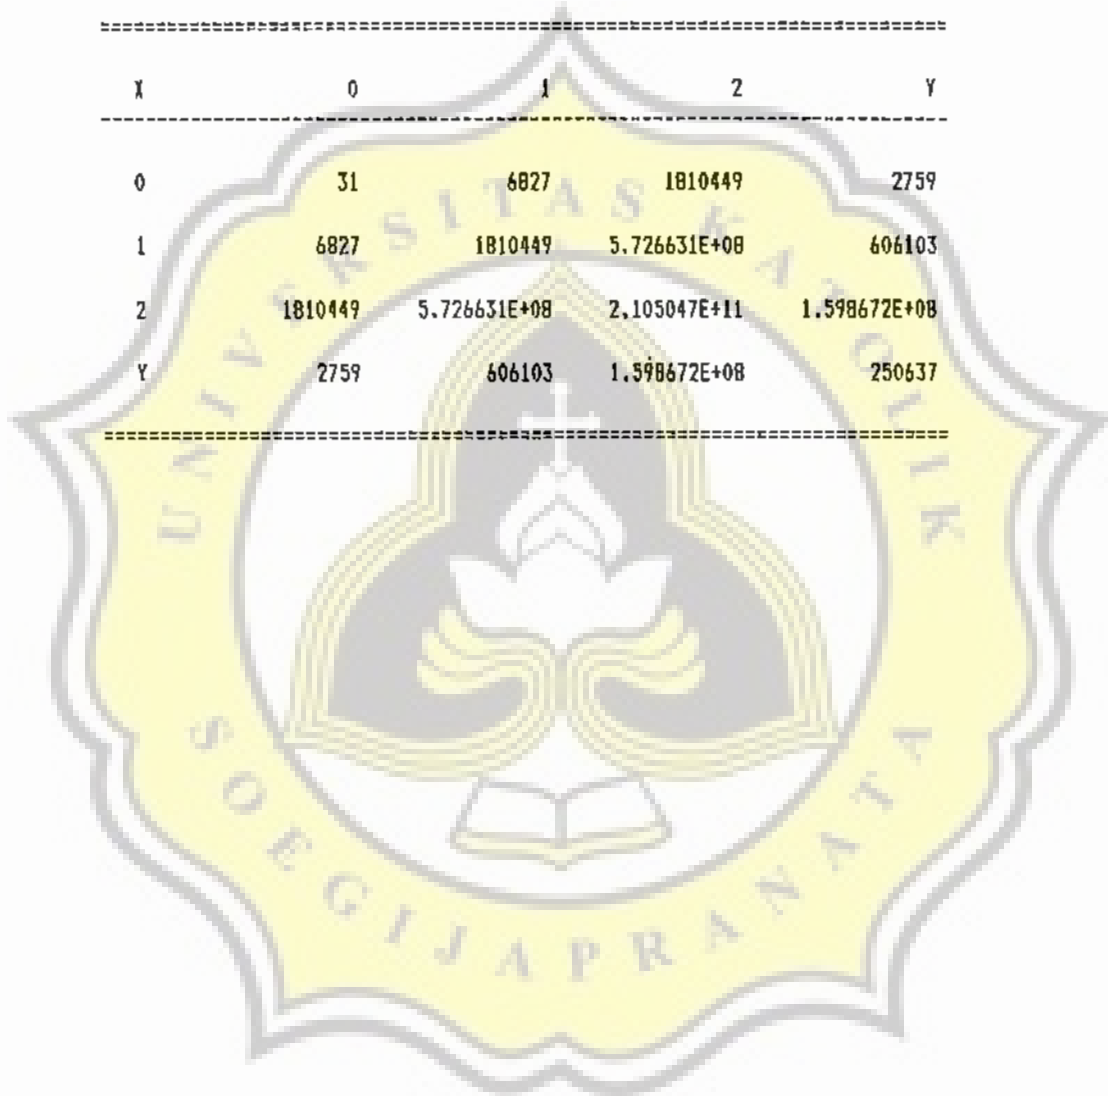 X 0 1 2 Y
0 31 6827 1810449 2759
1 6827 1810449 5.726631E+08 606103
2 1810449 5.726631E+08 2.105047E+11 1.598672E+08
Y 2759 606103 1.598672E+08 250637
UNIVERSITAS KATOLIK
SOEGIJAPRANATA